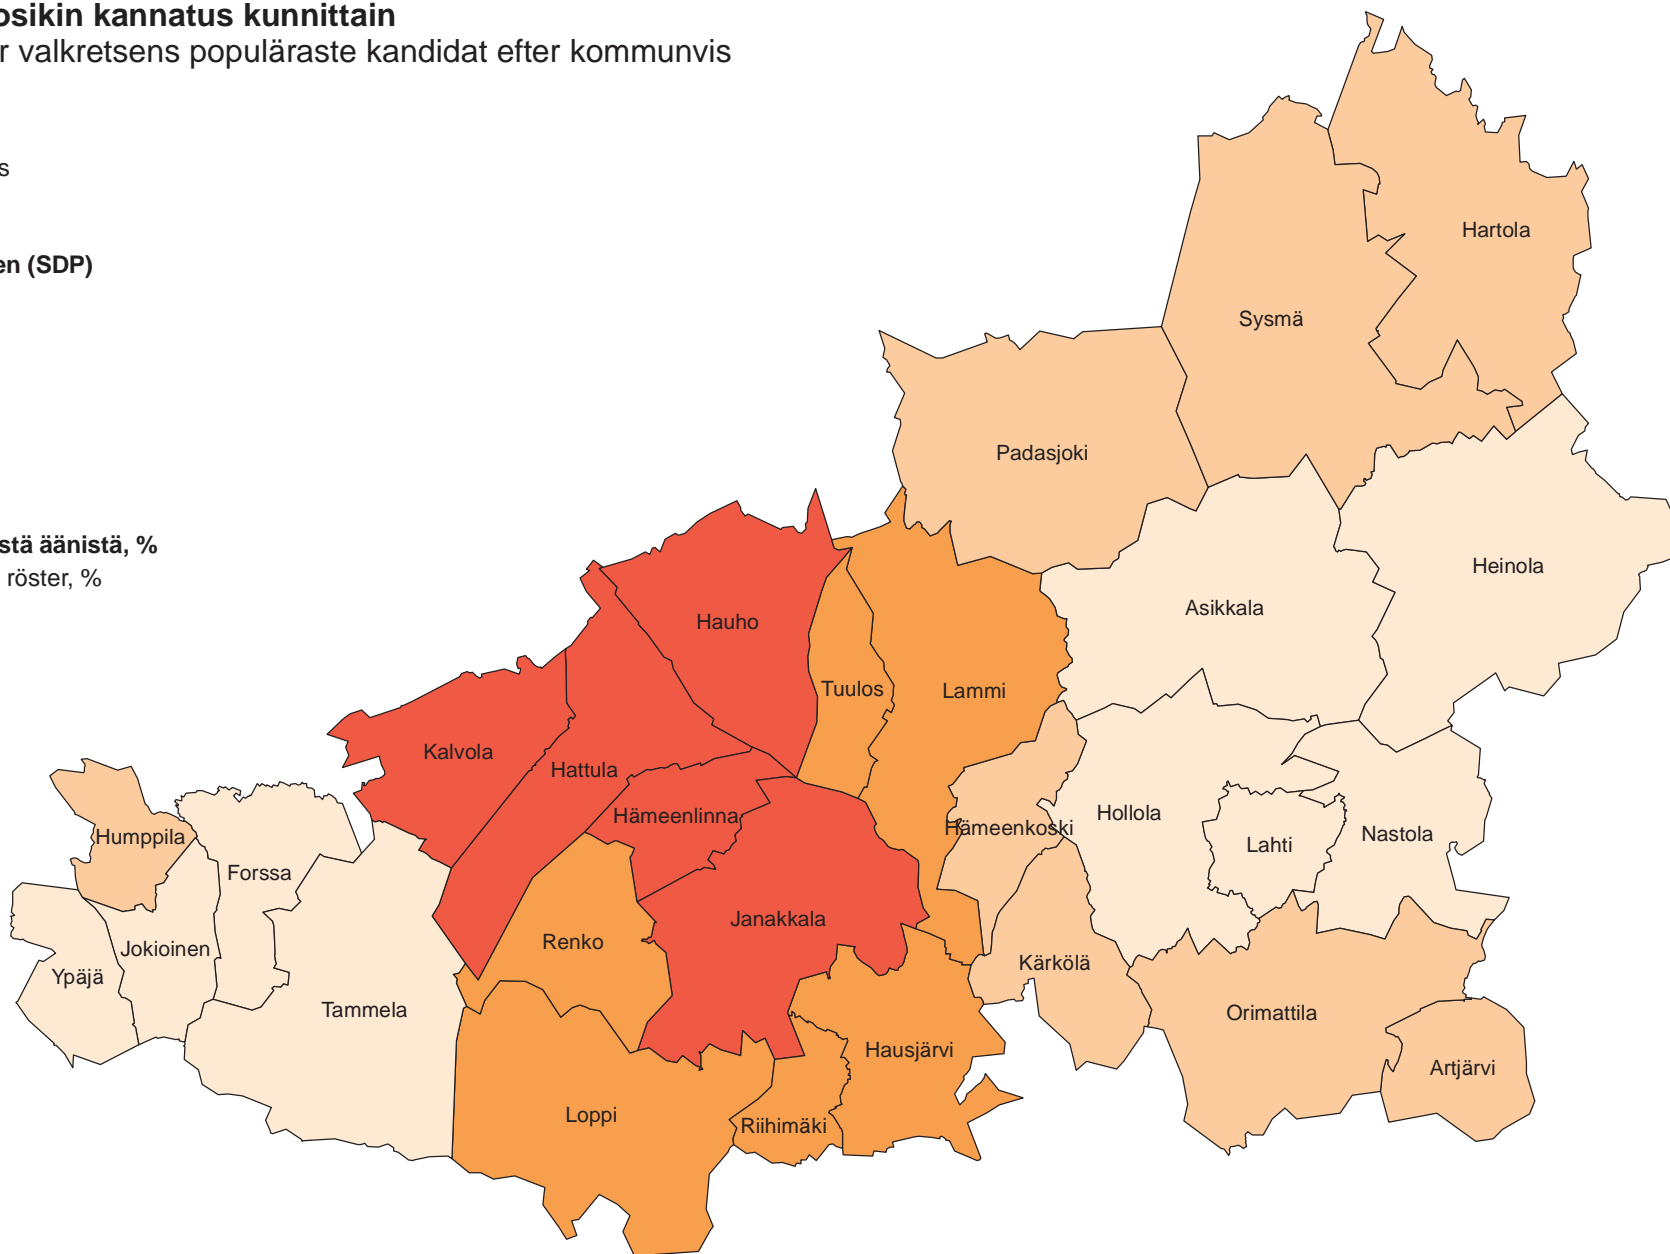 osikin kannatus kunnittain
r valkretsens populäraste kandidat efter kommunvis
s
en (SDP)
stä äänistä, %
röster, %
Hartola
Sysmä
Padasjoki
Heinola
Asikkala
Hauho
Tuulos
Lammi
Kalvola
Hattula
Hämeenlinna
Hämeenkoski
Hollola
Lahti
Nastola
Humppila
Forssa
Janakkala
Renko
Jokioinen
Ypäjä
Kärkölä
Tammela
Orimattila
Hausjärvi
Artjärvi
Loppi
Riihimäki